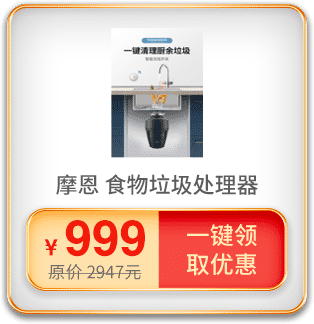 一键清理厨余垃圾
摩恩 食物垃圾处理器
¥999
原价 2947元
一键领
取优惠